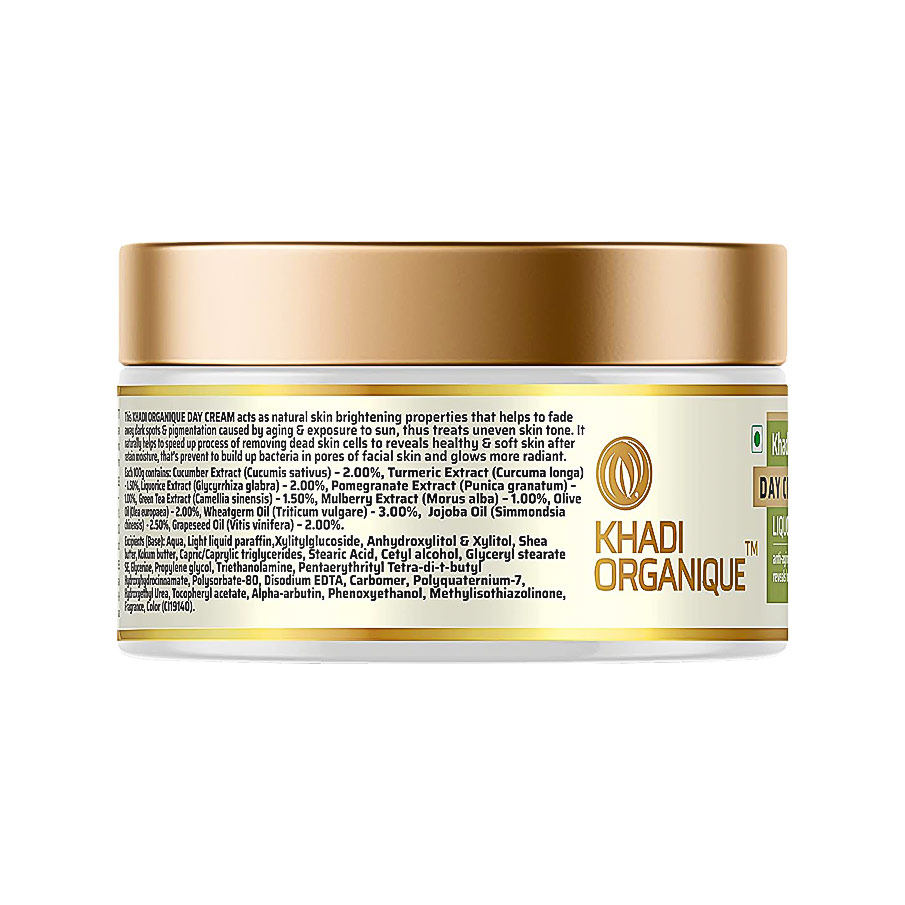 This KHADI ORGANIQUE DAY CREAM acts as natural skin brightening properties that helps to fade
away, dark spots & pigmentation caused by aging & exposure to sun, thus treats uneven skin tone. It
naturally helps to speed up process of removing dead skin cells to reveals healthy & soft skin after
retain moisture, that's prevent to build up bacteria in pores of facial skin and glows more radiant.
Each 100g contains: Cucumber Extract (Cucumis sativus) - 2.00%, Turmeric Extract (Curcuma longa)
- 1.50%, Liquorice Extract (Glycyrrhiza glabra) - 2.00%, Pomegranate Extract (Punica granatum) -
1.00%, Green Tea Extract (Camellia sinensis) - 1.50%, Mulberry Extract (Morus alba) - 1.00%, Olive
Oil (Olea europaea) - 2.00%, Wheatgerm Oil (Triticum vulgare) - 3.00%, Jojoba Oil (Simmondsia
chinensis) - 2.50%, Grapeseed Oil (Vitis vinifera) - 2.00%.
Excipients (Base): Aqua, Light liquid paraffin,Xylitylglucoside, Anhydroxylitol & Xylitol, Shea
butter, Kokum butter, Capric/Caprylic triglycerides, Stearic Acid, Cetyl alcohol, Glyceryl stearate
SE, Glycerine, Propylene glycol, Triethanolamine, Pentaerythrityl Tetra-di-t-butyl
Hydroxyhydrocinnamate, Polysorbate-80, Disodium EDTA, Carbomer, Polyquaternium-7,
Hydroxyethyl Urea, Tocopheryl acetate, Alpha-arbutin, Phenoxyethanol, Methylisothiazolinone,
Fragrance, Color (CI19140).
KHADI
ORGANIQUE™
Khad
DAY C
LIQUO